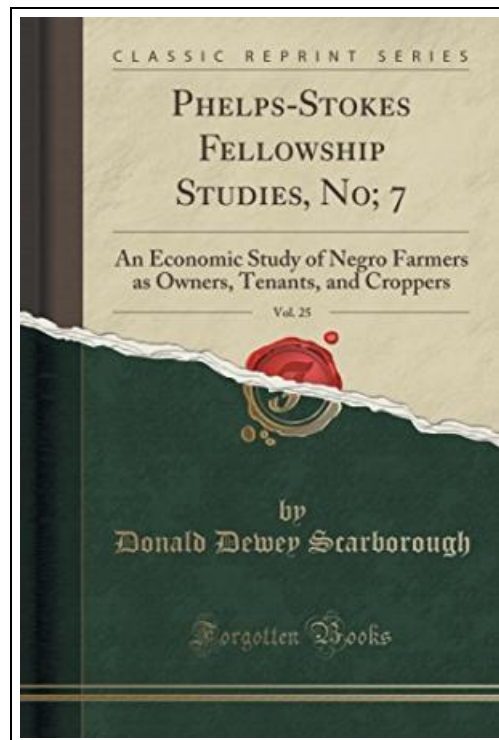 CLASSIC REPRINT SERIES
PHELPS-STOKES
FELLOWSHIP
STUDIES, NO; 7
An Economic Study of Negro Farmers
as Owners, Tenants, and Croppers
Vol. 25
by
Donald Dewey Scarborough
Forgotten Books